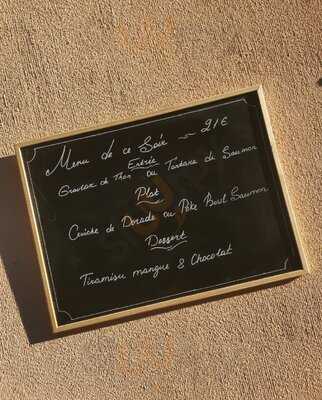 Menu de ce Soir ~ 21€
Entrée
Gravlax de Thon ou Tartare de Saumon
Plat
Ceviche de Dorade ou Poke Bowl Saumon
Dessert
Tiramisu mangue & Chocolat